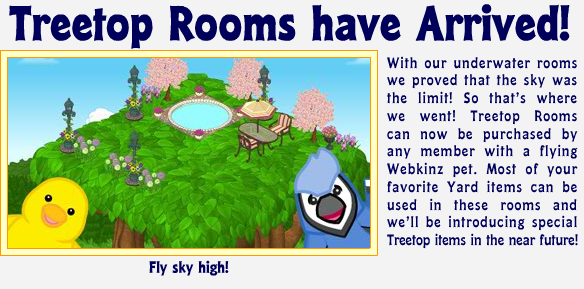 Treetop Rooms have Arrived!
With our underwater rooms
we proved that the sky was
the limit! So that's where
we went! Treetop Rooms
can now be purchased by
any member with a flying
Webkinz pet. Most of your
favorite Yard items can be
used in these rooms and
we'll be introducing special
Treetop items in the near future!
Fly sky high!